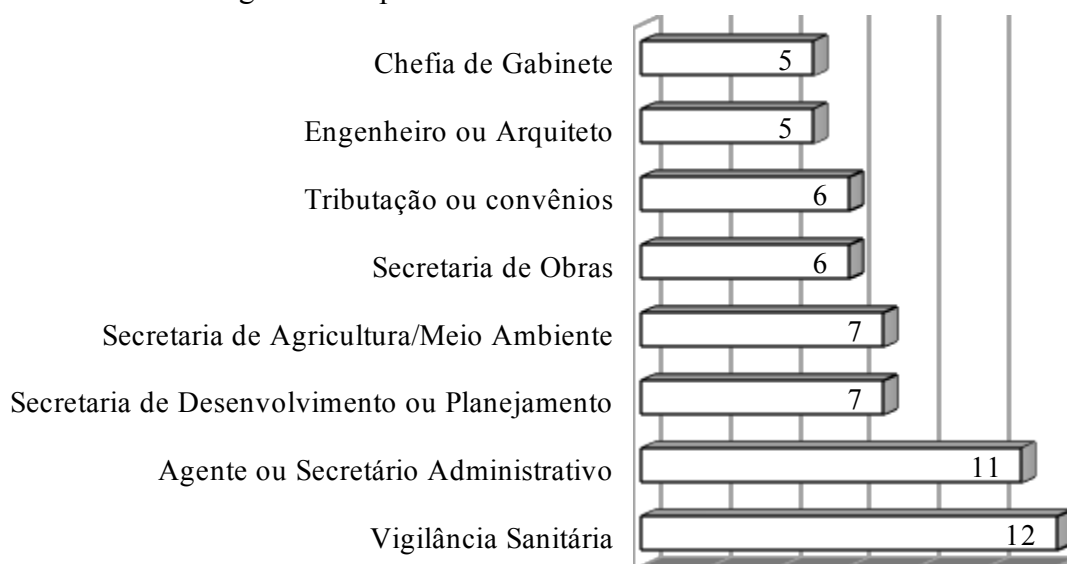 Chefia de Gabinete 5
Engenheiro ou Arquiteto 5
Tributação ou convênios 6
Secretaria de Obras 6
Secretaria de Agricultura/Meio Ambiente 7
Secretaria de Desenvolvimento ou Planejamento 7
Agente ou Secretário Administrativo 11
Vigilância Sanitária 12